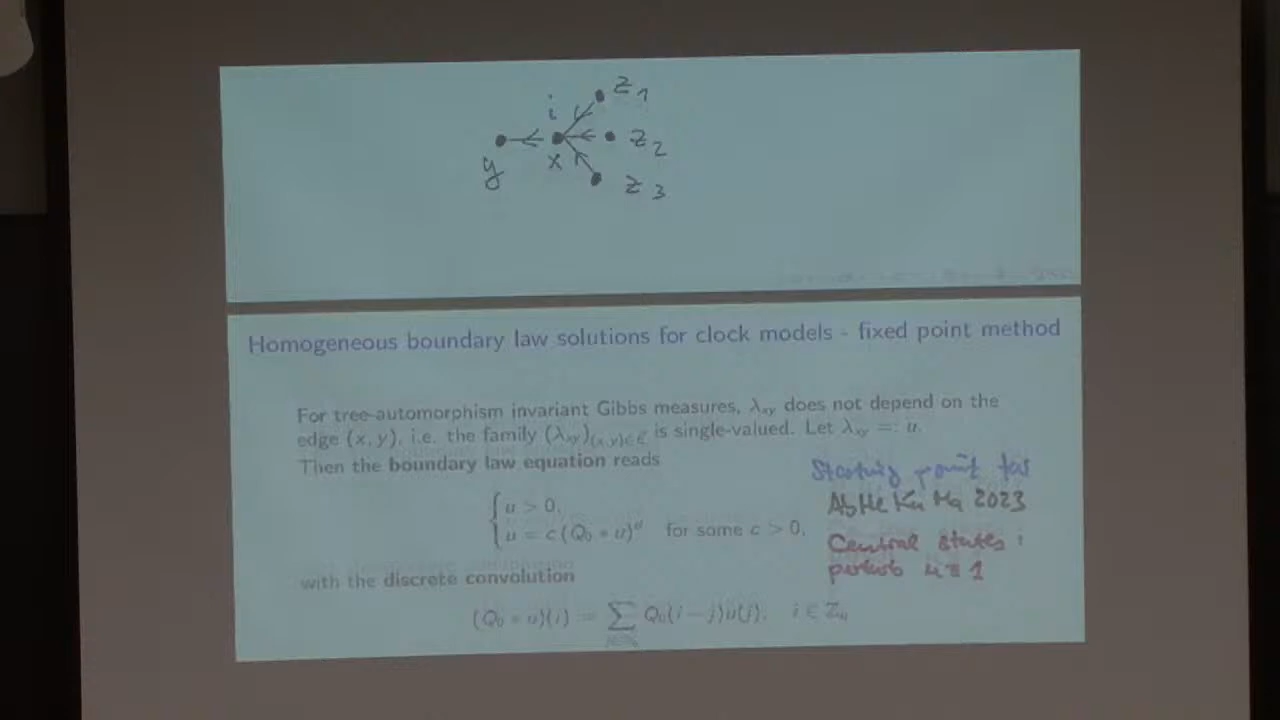 i
z 1
y
x
z 2
z 3
Homogeneous boundary law solutions for clock models - fixed point method
For tree-automorphism invariant Gibbs measures, λ_xy does not depend on the
edge (x, y), i.e. the family (λ_xy)_(x,y)∈ is single-valued. Let λ_xy =: u.
Then the boundary law equation reads
{ u > 0,
u = c (Q_0 * u)^d for some c > 0,
with the discrete convolution
(Q_0 * u)(i) = ∑ Q_0(i − j)u(j), i ∈ Z
Starting point for
AbHeKuMa 2023
Central states :
perturb u ≡ 1